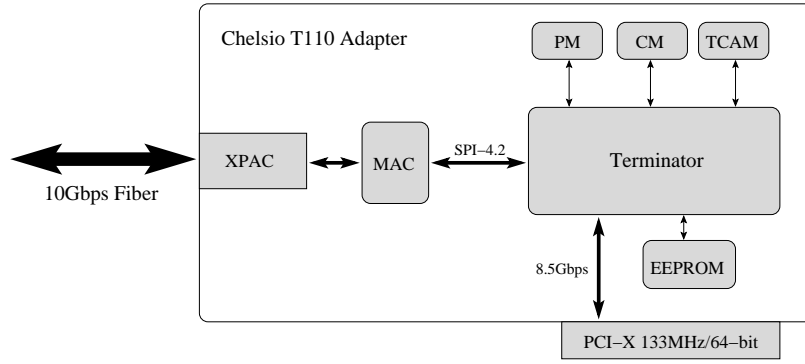 Chelsio T110 Adapter
PM
CM
TCAM
XPAC
MAC
SPI−4.2
Terminator
10Gbps Fiber
8.5Gbps
EEPROM
PCI−X 133MHz/64−bit